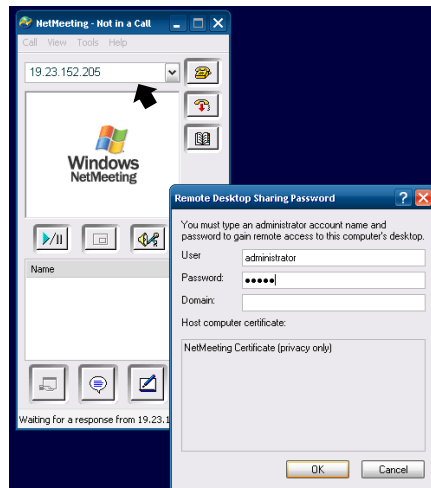 NetMeeting - Not in a Call
Call View Tools Help
19.23.152.205
Windows
NetMeeting
Name
Waiting for a response from 19.23.1
Remote Desktop Sharing Password
You must type an administrator account name and
password to gain remote access to this computer's desktop.
User
administrator
Password:
●●●●●
Domain:
Host computer certificate:
NetMeeting Certificate (privacy only)
OK Cancel